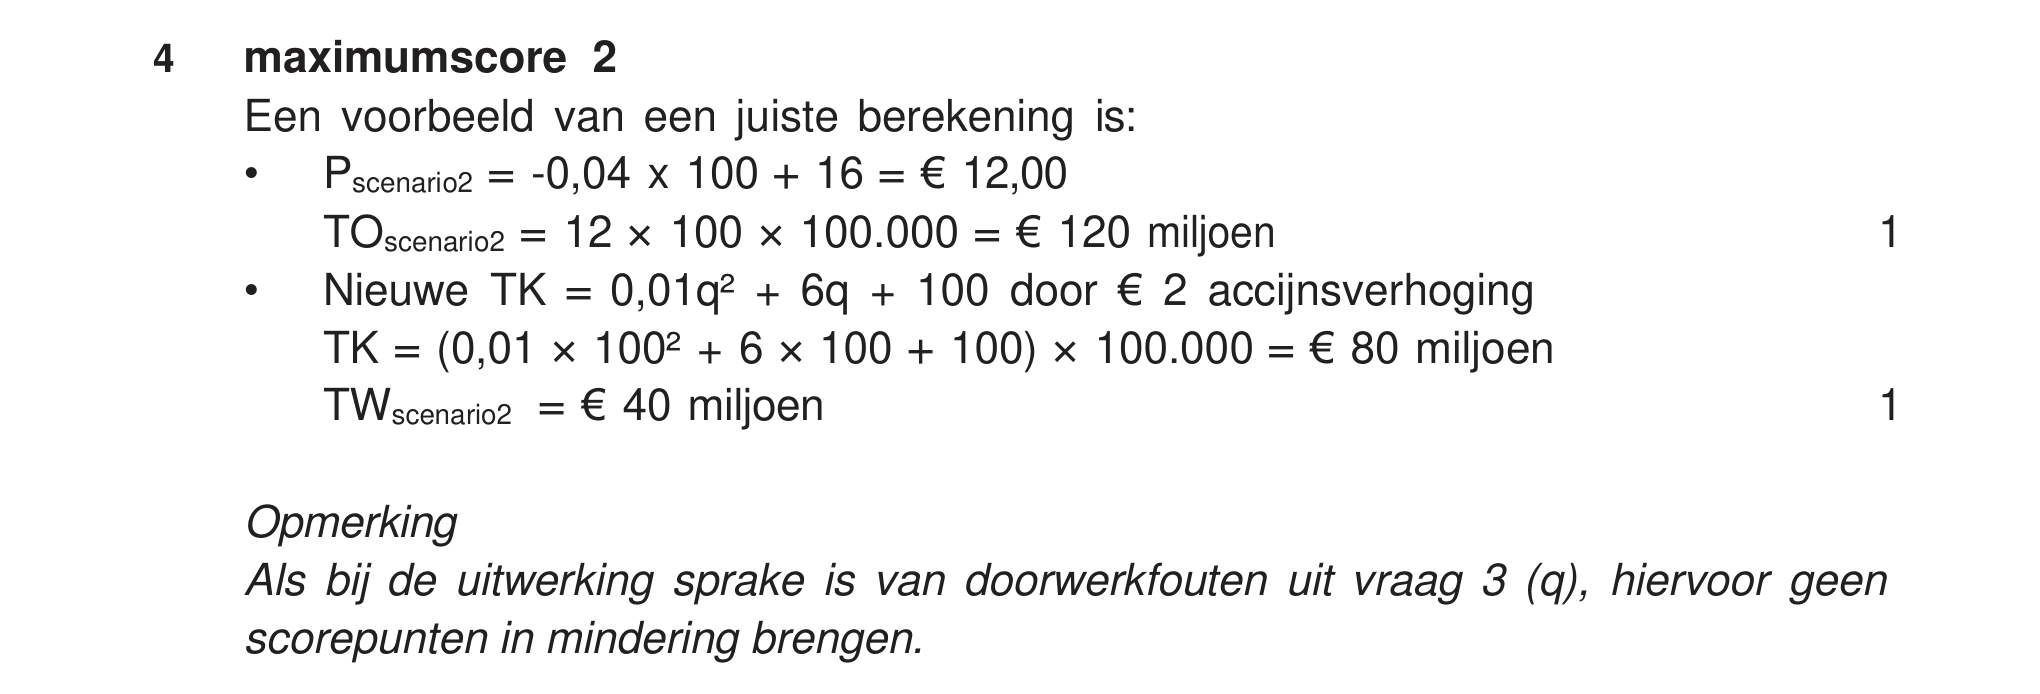 4 maximumscore 2
Een voorbeeld van een juiste berekening is:
• Pscenario2 = -0,04 x 100 + 16 = € 12,00
TOscenario2 = 12 × 100 × 100.000 = € 120 miljoen 1
• Nieuwe TK = 0,01q² + 6q + 100 door € 2 accijnsverhoging
TK = (0,01 × 100² + 6 × 100 + 100) × 100.000 = € 80 miljoen
TWscenario2 = € 40 miljoen 1
Opmerking
Als bij de uitwerking sprake is van doorwerkfouten uit vraag 3 (q), hiervoor geen
scorepunten in mindering brengen.